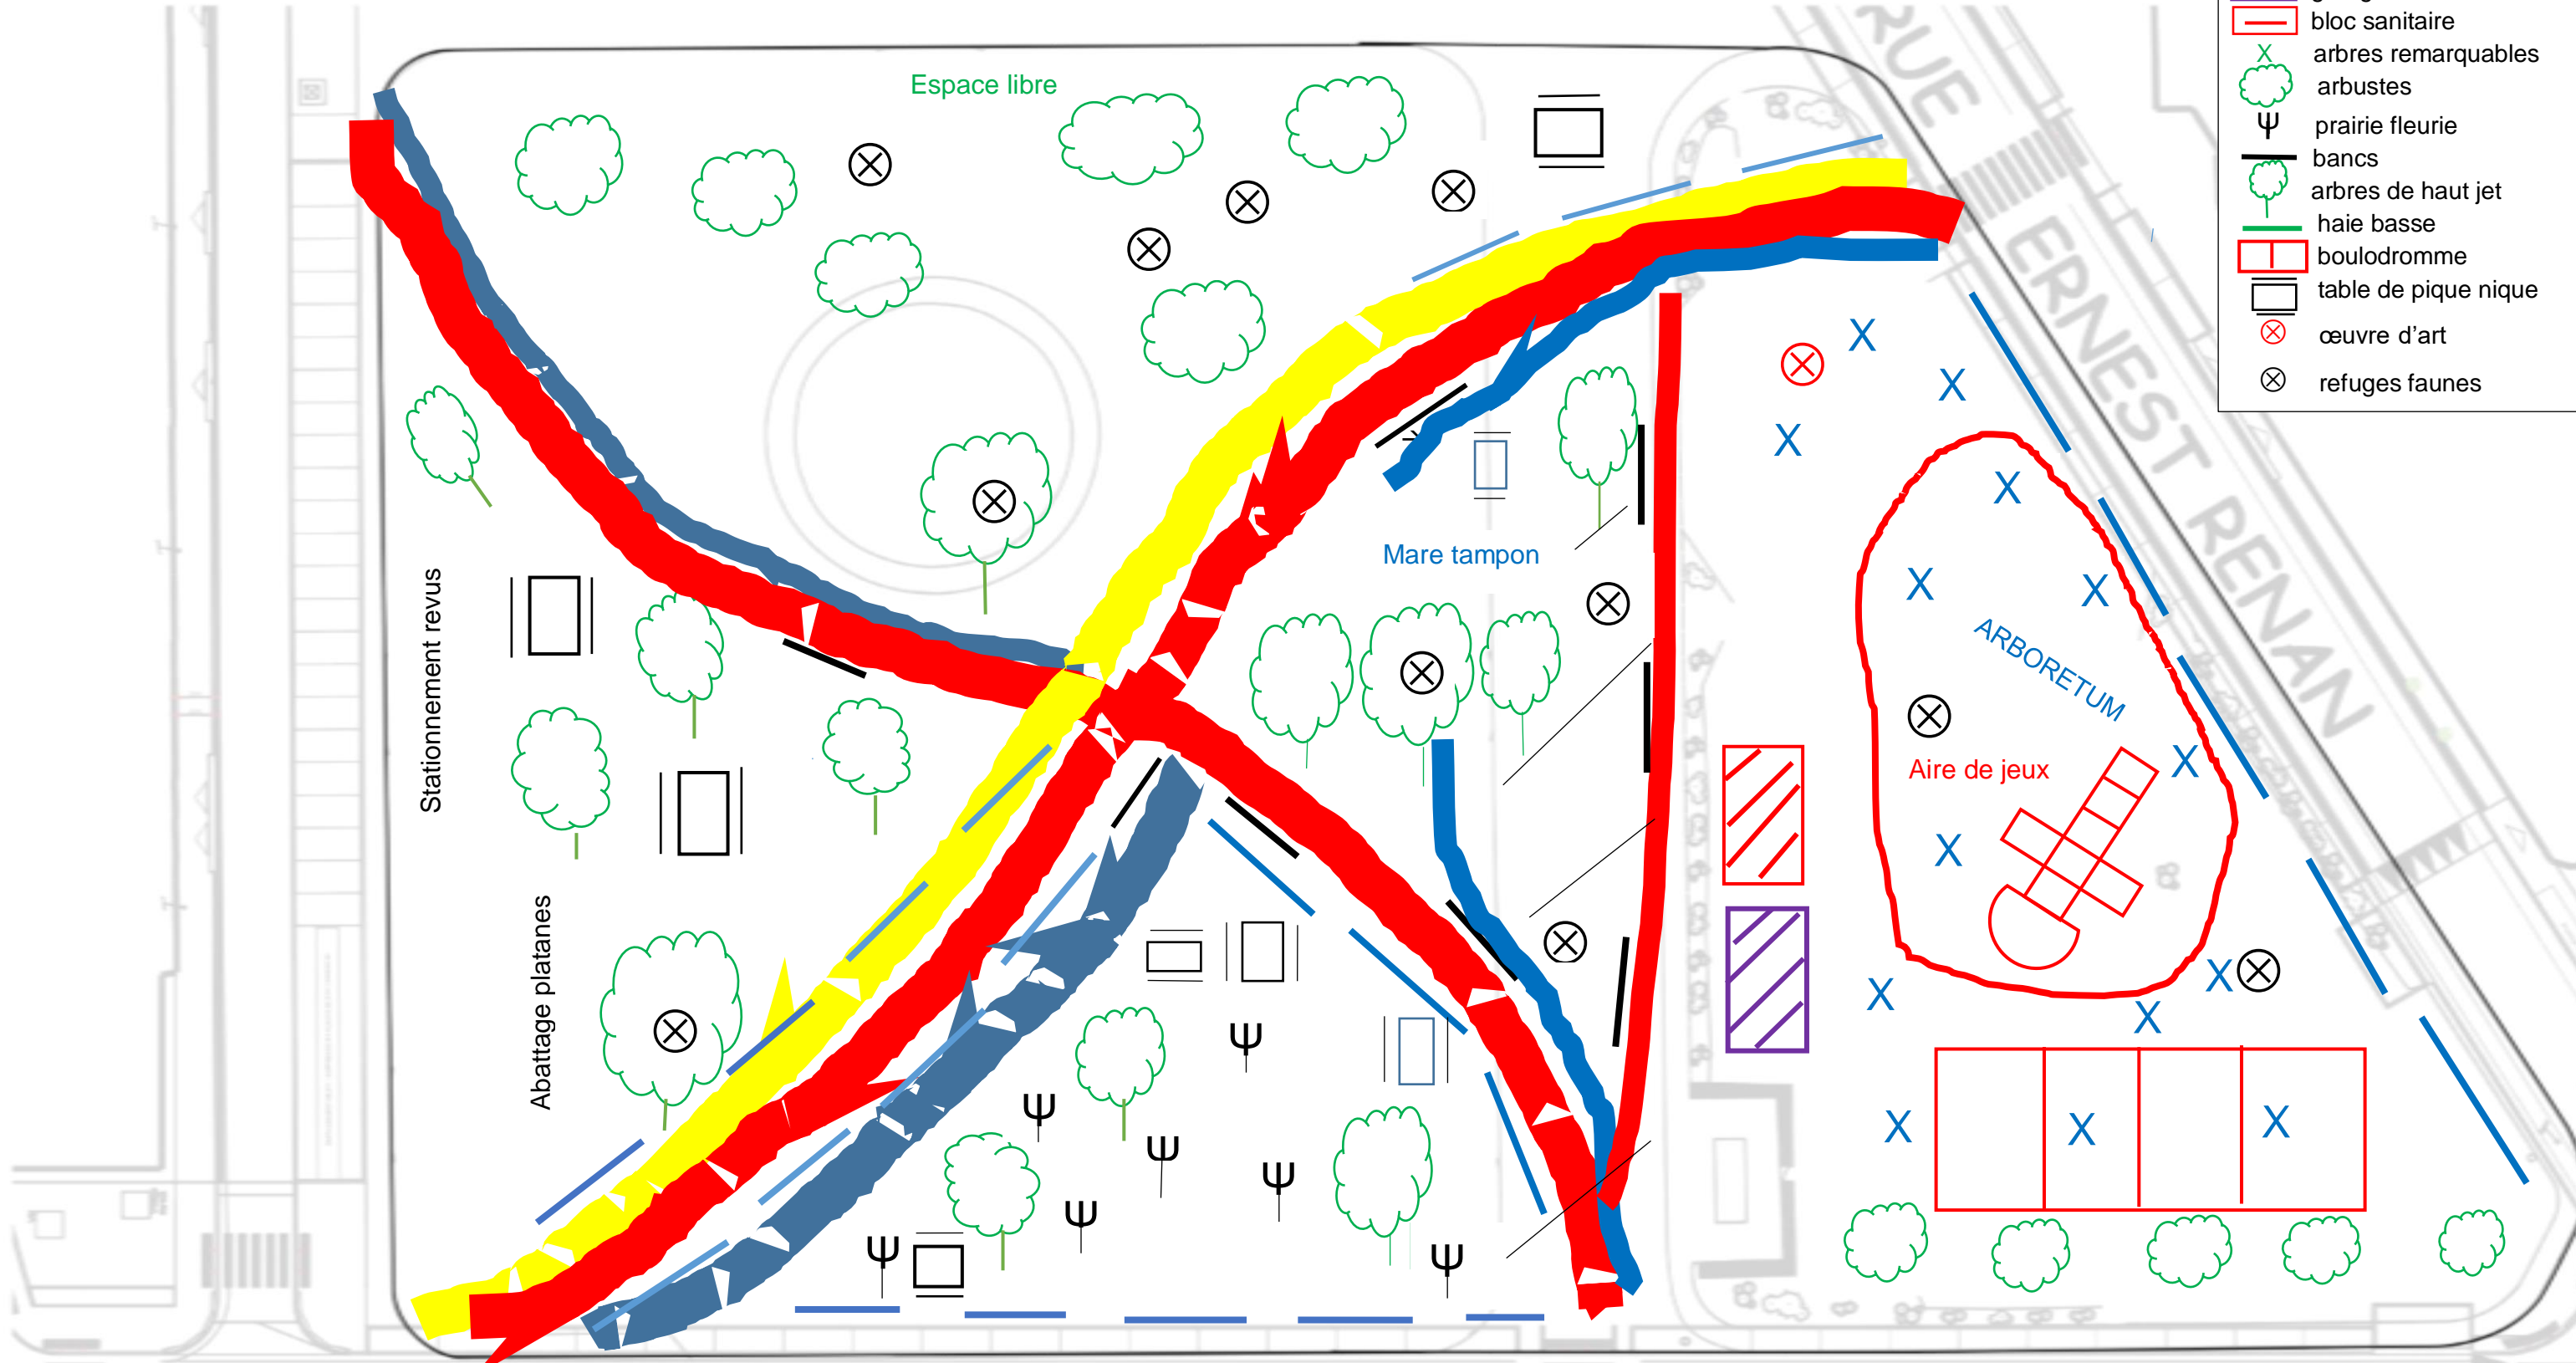 bloc sanitaire
arbres remarquables
arbustes
prairie fleurie
bancs
arbres de haut jet
haie basse
boulodromme
table de pique nique
œuvre d'art
refuges faunes
Espace libre
RUE ERNEST RENAN
Mare tampon
ARBORETUM
Aire de jeux
Stationnement revus
Abattage platanes